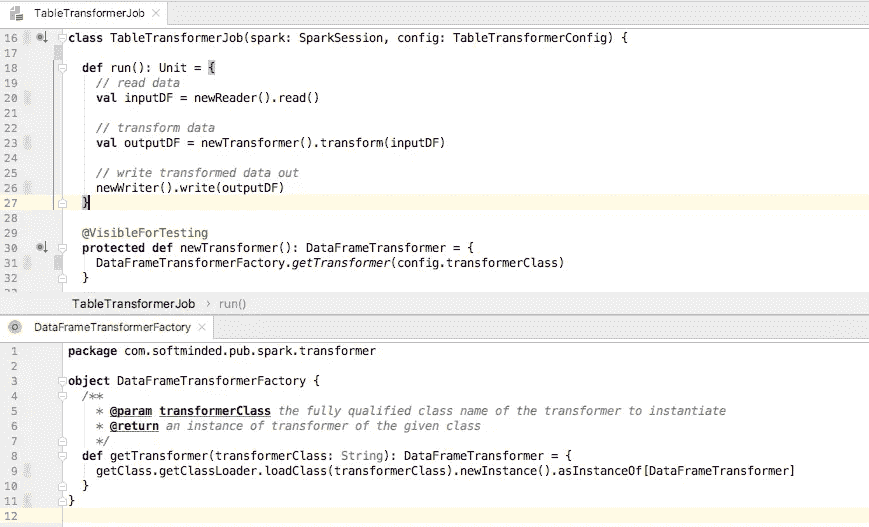 TableTransformerJob
16 class TableTransformerJob(spark: SparkSession, config: TableTransformerConfig) {
17
18 def run(): Unit = {
19 // read data
20 val inputDF = newReader().read()
21
22 // transform data
23 val outputDF = newTransformer().transform(inputDF)
24
25 // write transformed data out
26 newWriter().write(outputDF)
27 }
28
29 @VisibleForTesting
30 protected def newTransformer(): DataFrameTransformer = {
31 DataFrameTransformerFactory.getTransformer(config.transformerClass)
32 }
TableTransformerJob › run()
DataFrameTransformerFactory
1 package com.softminded.pub.spark.transformer
2
3 object DataFrameTransformerFactory {
4 /**
5 * @param transformerClass the fully qualified class name of the transformer to instantiate
6 * @return an instance of transformer of the given class
7 */
8 def getTransformer(transformerClass: String): DataFrameTransformer = {
9 getClass.getClassLoader.loadClass(transformerClass).newInstance().asInstanceOf[DataFrameTransformer]
10 }
11 }
12